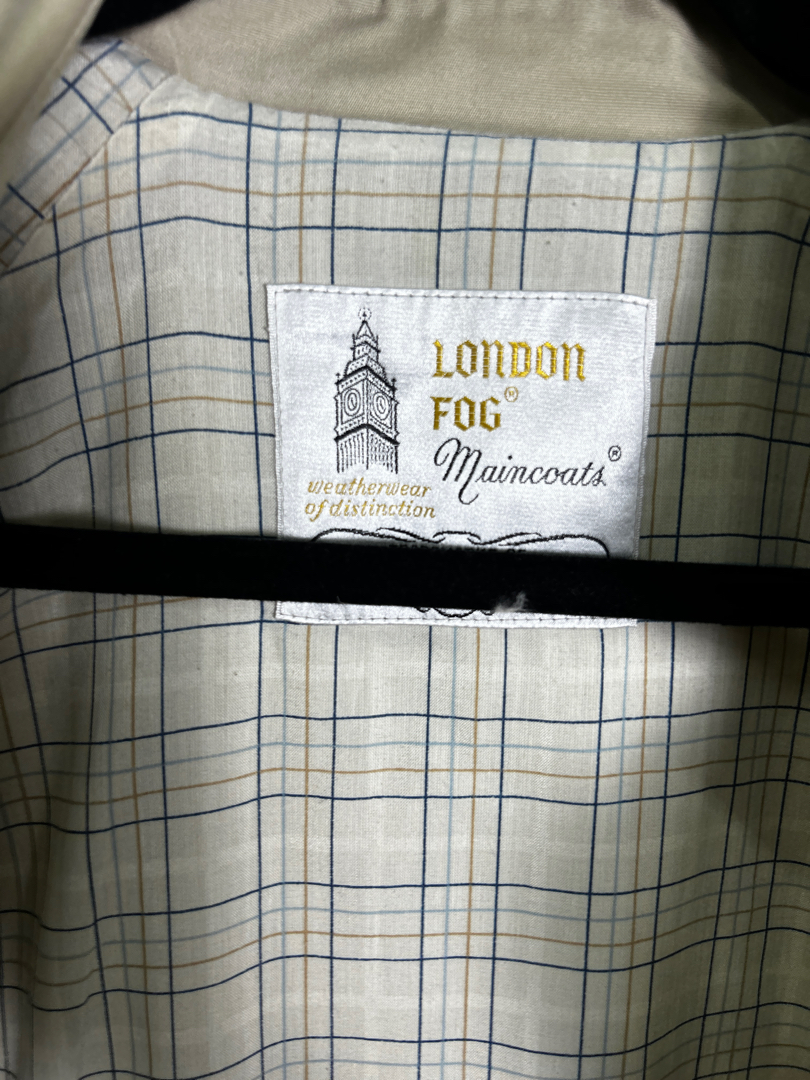 LONDON
FOG®
Maincoats®
weatherwear
of distinction